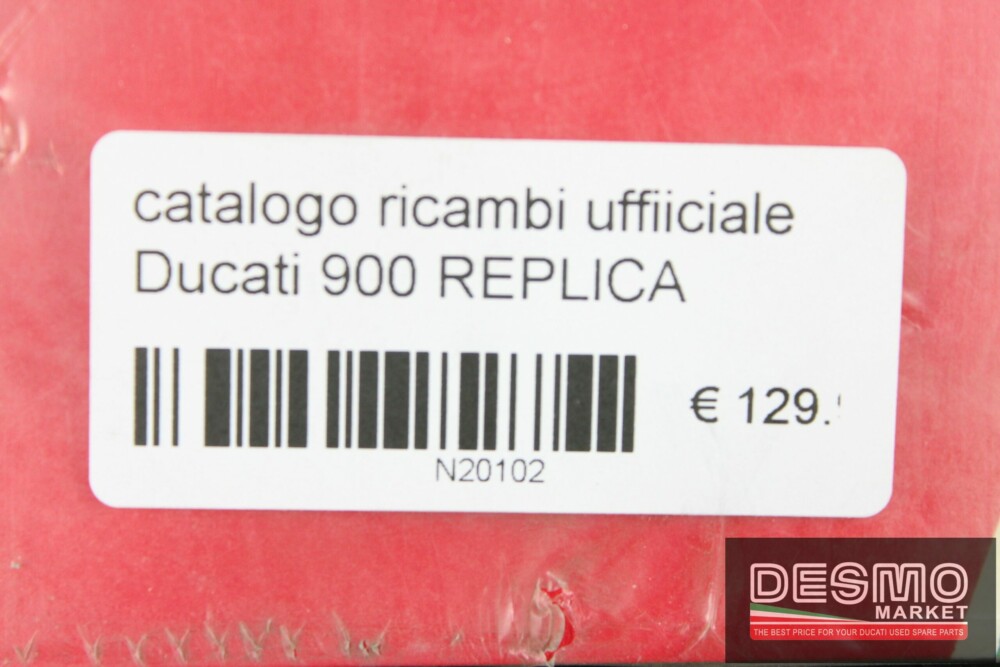 catalogo ricambi uffiiciale
Ducati 900 REPLICA
€ 129.
N20102
DESMO
MARKET
THE BEST PRICE FOR YOUR DUCATI USED SPARE PARTS